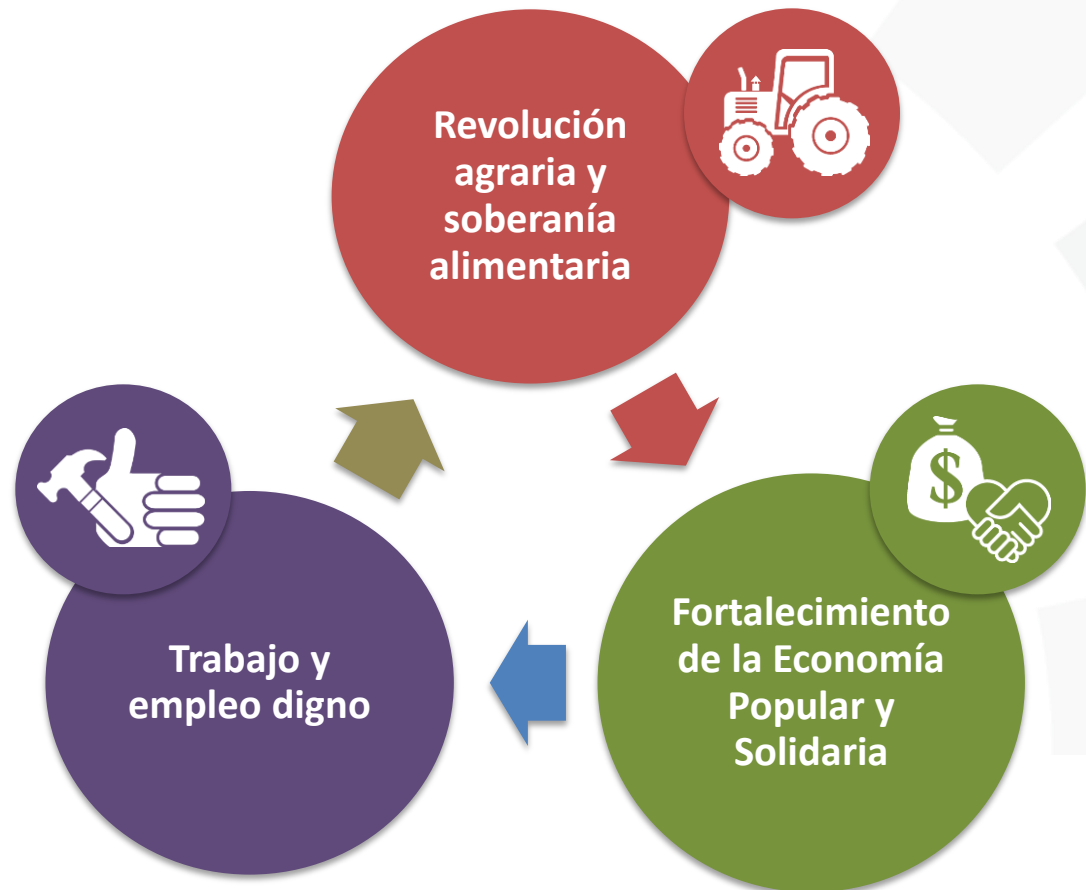 Revolución
agraria y
soberanía
alimentaria
$
Fortalecimiento
de la Economía
Popular y
Solidaria
Trabajo y
empleo digno